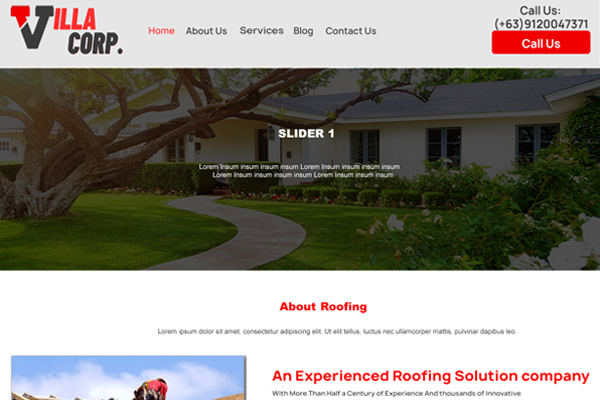 VILLA
CORP.
Home About Us Services Blog Contact Us
Call Us:
(+63)9120047371
Call Us
SLIDER 1
Lorem Insum insum insum insum Lorem Insum insum insum insum
Lorem Insum insum insum insum Lorem Insum insum insum
About Roofing
Lorem ipsum dolor sit amet, consectetur adipiscing elit. Ut elit tellus, luctus nec ullamcorper mattis, pulvinar dapibus leo.
An Experienced Roofing Solution company
With More Than Half a Century of Experience And thousands of Innovative